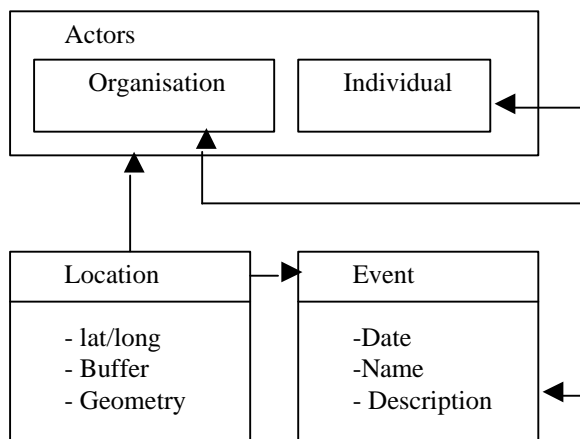 Actors
Organisation
Individual
Location
- lat/long
- Buffer
- Geometry
Event
-Date
-Name
- Description